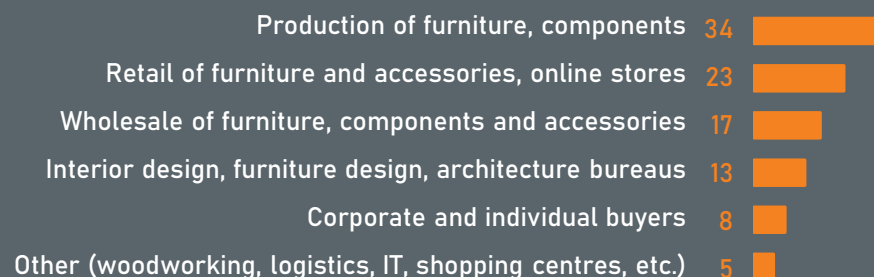 Production of furniture, components 34
Retail of furniture and accessories, online stores 23
Wholesale of furniture, components and accessories 17
Interior design, furniture design, architecture bureaus 13
Corporate and individual buyers 8
Other (woodworking, logistics, IT, shopping centres, etc.) 5